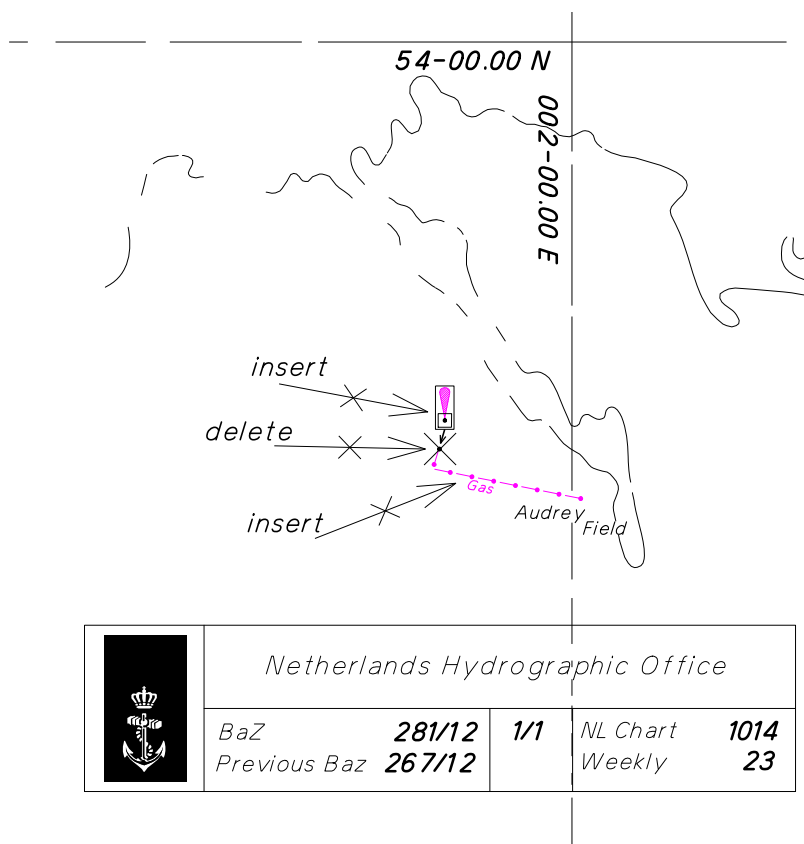 54-00.00 N
002-00.00 E
insert
delete
insert
Gas
Audrey
Field
Netherlands Hydrographic Office
BaZ 281/12 1/1 NL Chart 1014
Previous Baz 267/12 Weekly 23